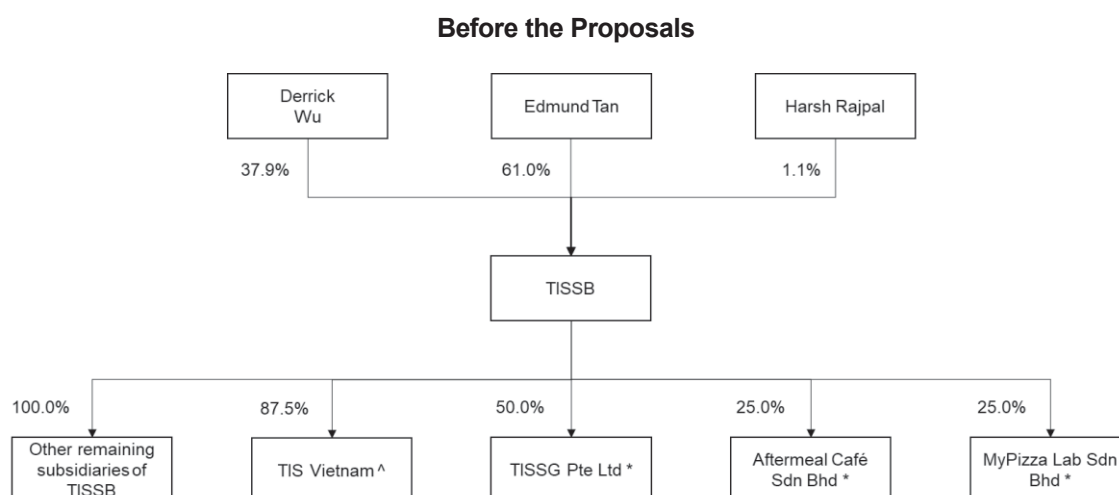 Before the Proposals
Derrick
Wu
Edmund Tan
Harsh Rajpal
37.9%
61.0%
1.1%
TISSB
100.0%
87.5%
50.0%
25.0%
25.0%
Other remaining
subsidiaries of
TISSB
TIS Vietnam ^
TISSG Pte Ltd *
Aftermeal Café
Sdn Bhd *
MyPizza Lab Sdn
Bhd *